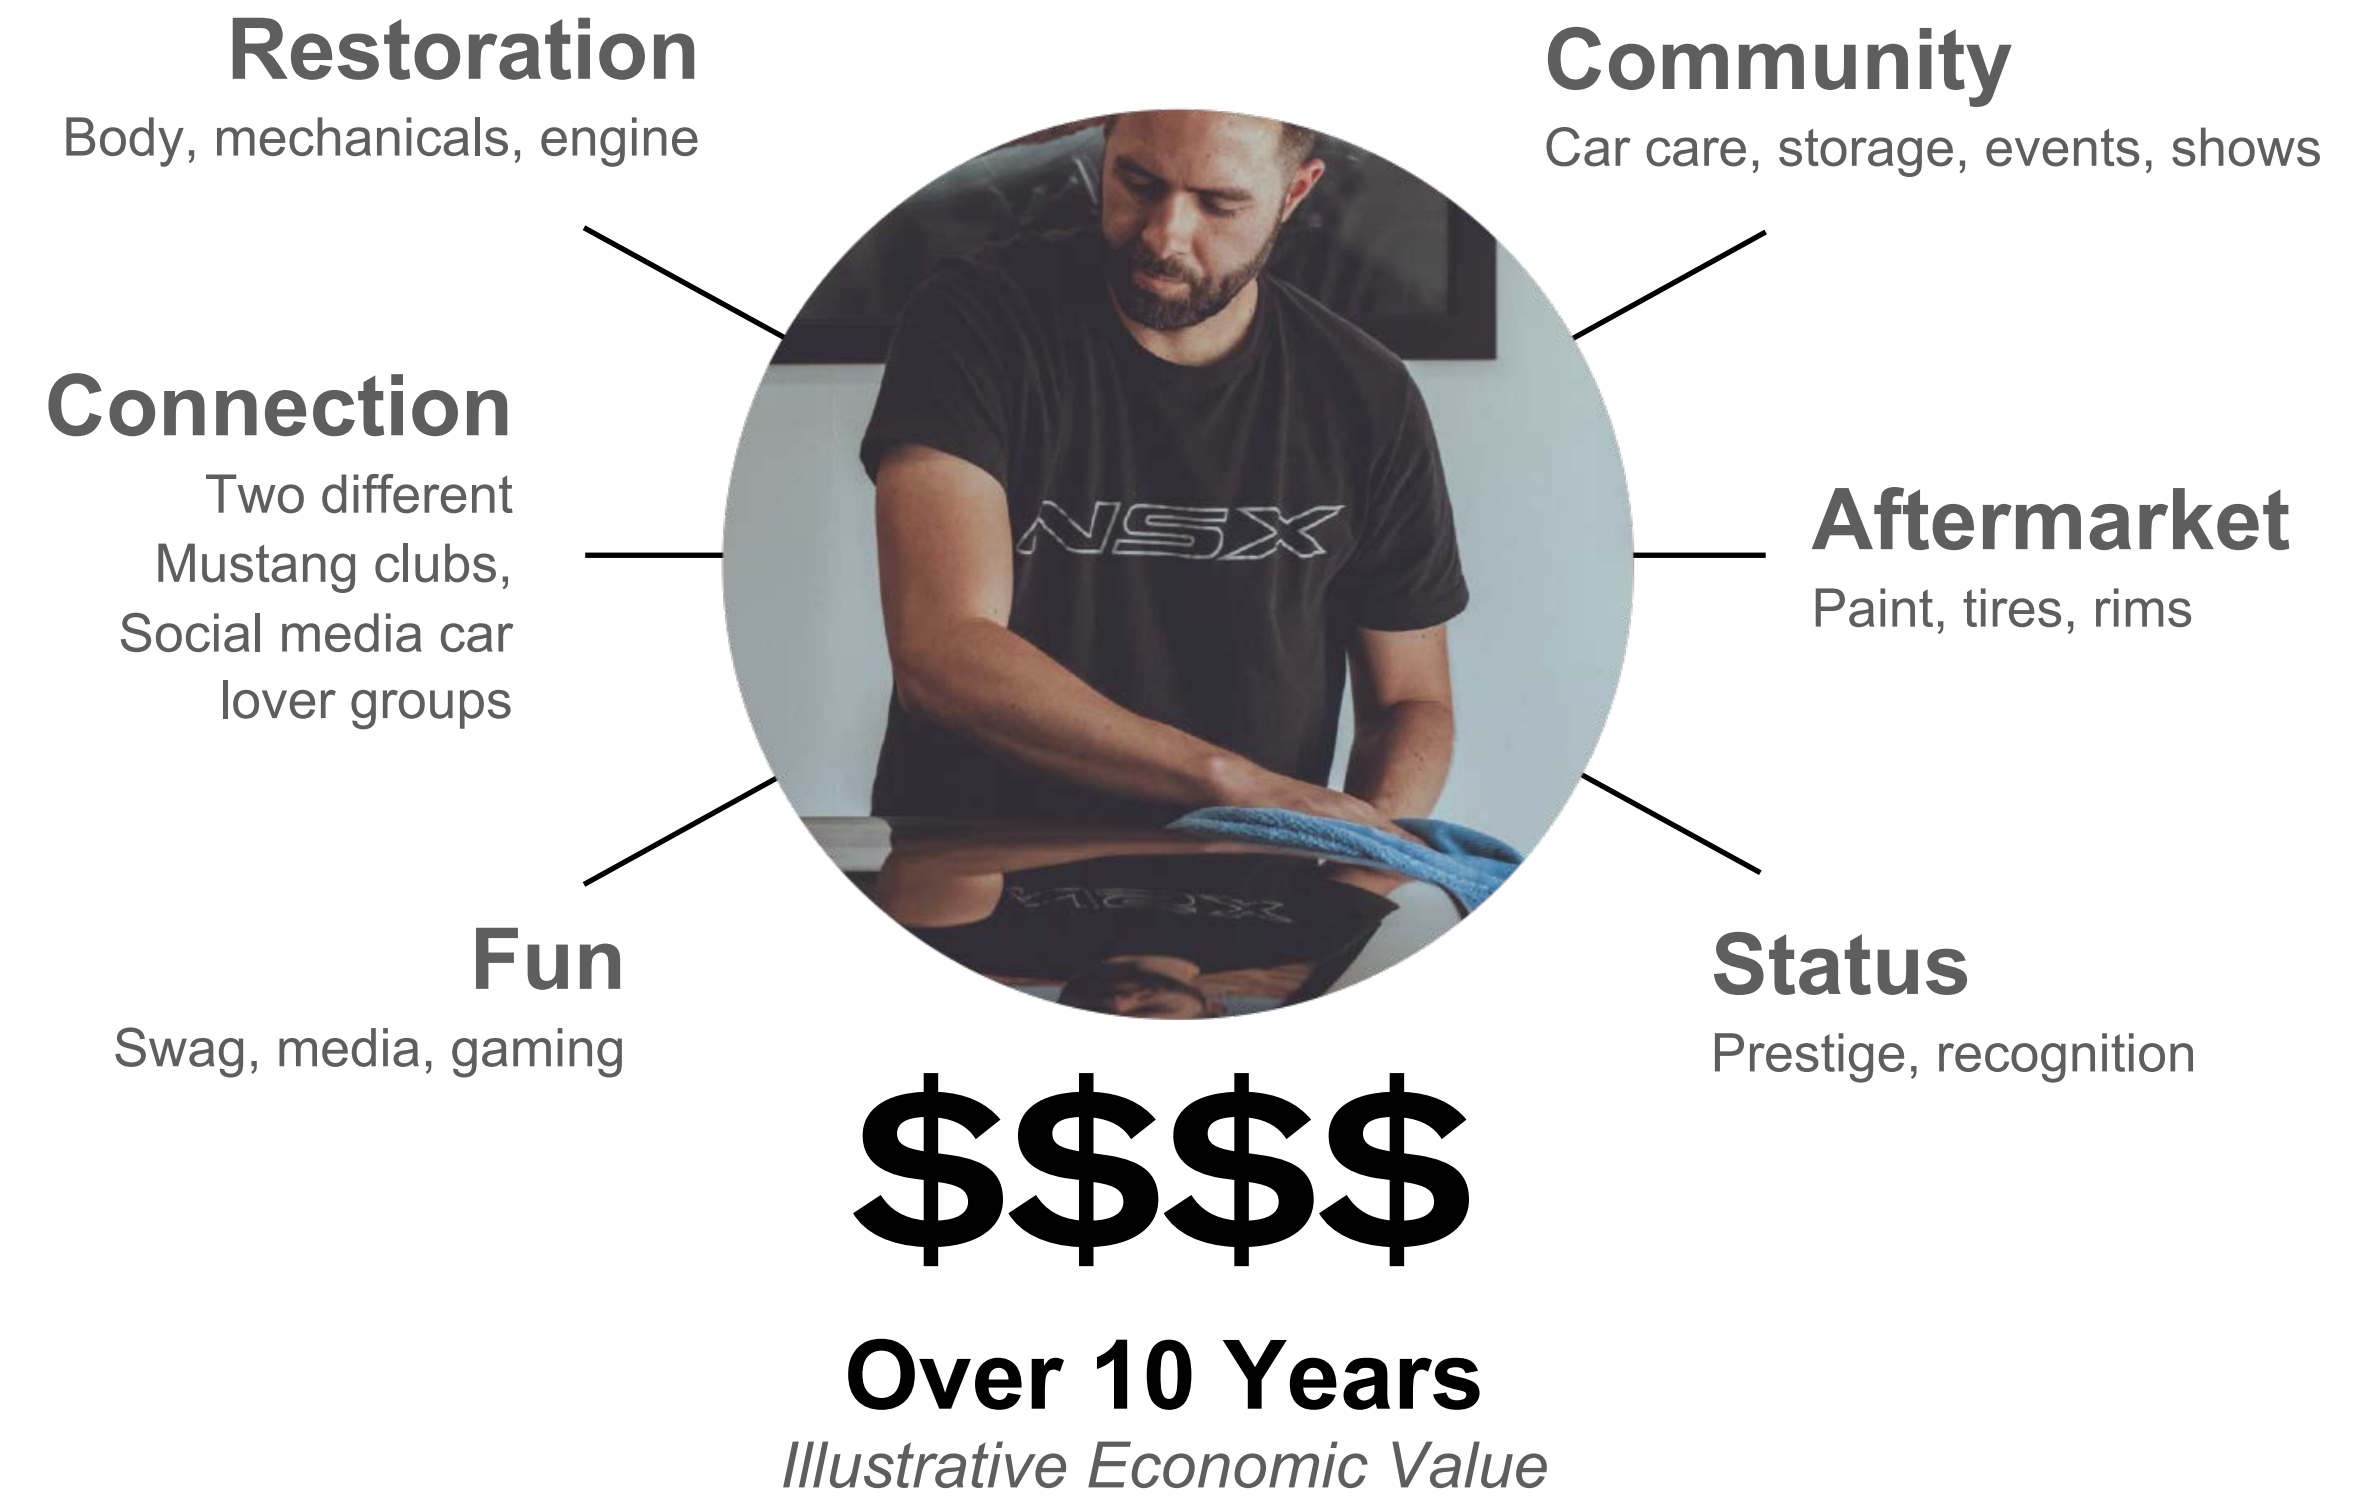 Restoration
Body, mechanicals, engine
Community
Car care, storage, events, shows
Connection
Two different
Mustang clubs,
Social media car
lover groups
NSX
Aftermarket
Paint, tires, rims
Fun
Swag, media, gaming
Status
Prestige, recognition
$$$$
Over 10 Years
Illustrative Economic Value